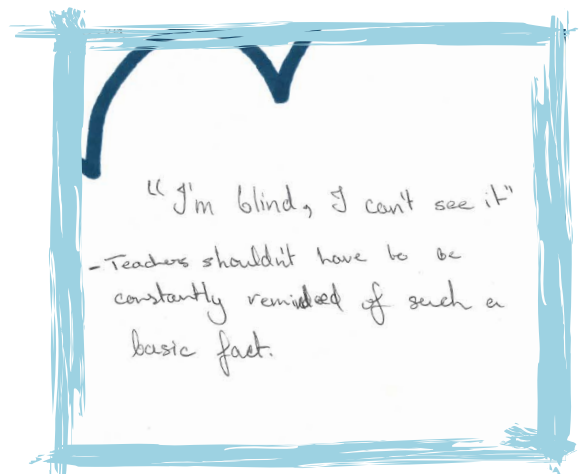 "I'm blind, I can't see it"
- Teachers shouldn't have to be
constantly reminded of such a
basic fact.